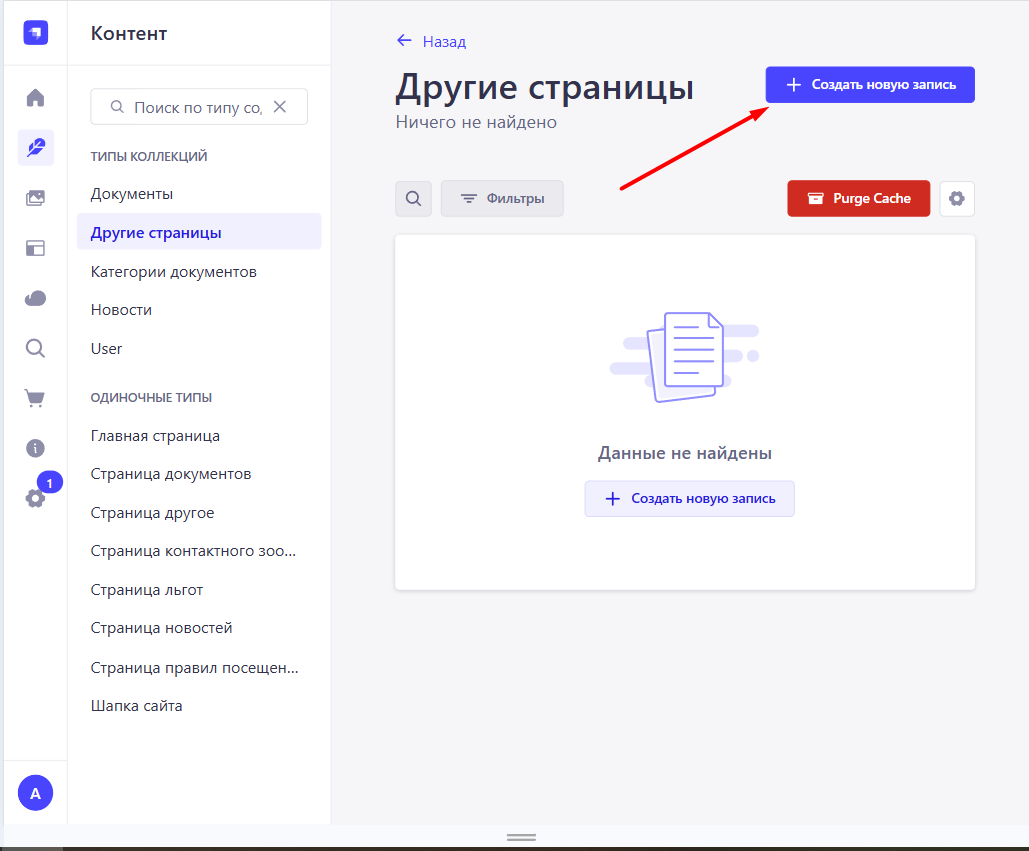 Контент
Поиск по типу со,
ТИПЫ КОЛЛЕКЦИЙ
Документы
Другие страницы
Категории документов
Новости
User
ОДИНОЧНЫЕ ТИПЫ
Главная страница
Страница документов
Страница другое
Страница контактного зоо...
Страница льгот
Страница новостей
Страница правил посещен...
Шапка сайта
1
A
Назад
Другие страницы
Ничего не найдено
Создать новую запись
Фильтры
Purge Cache
Данные не найдены
Создать новую запись